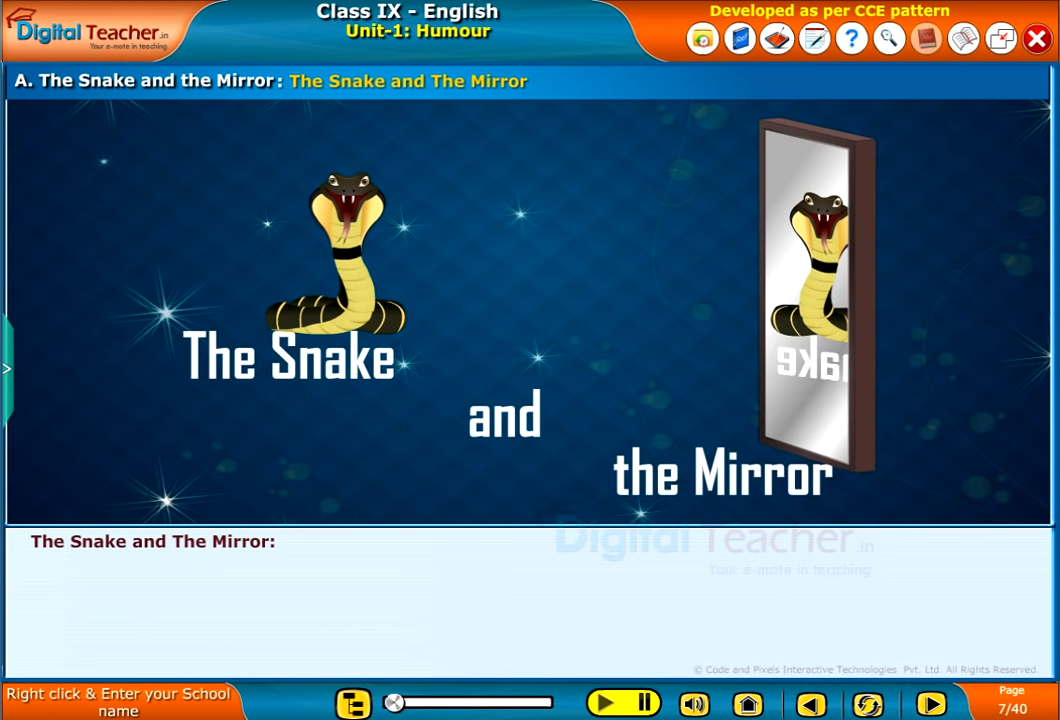 Digital Teacher.in
Your e-mate in teaching
Class IX - English
Unit-1: Humour
Developed as per CCE pattern
A. The Snake and the Mirror : The Snake and The Mirror
The Snake
and
the Mirror
nake
The Snake and The Mirror:
Digital Teacher.in
Your e-mate in teaching
© Code and Pixels Interactive Technologies Pvt. Ltd. All Rights Reserved.
Right click & Enter your School
name
Page
7/40